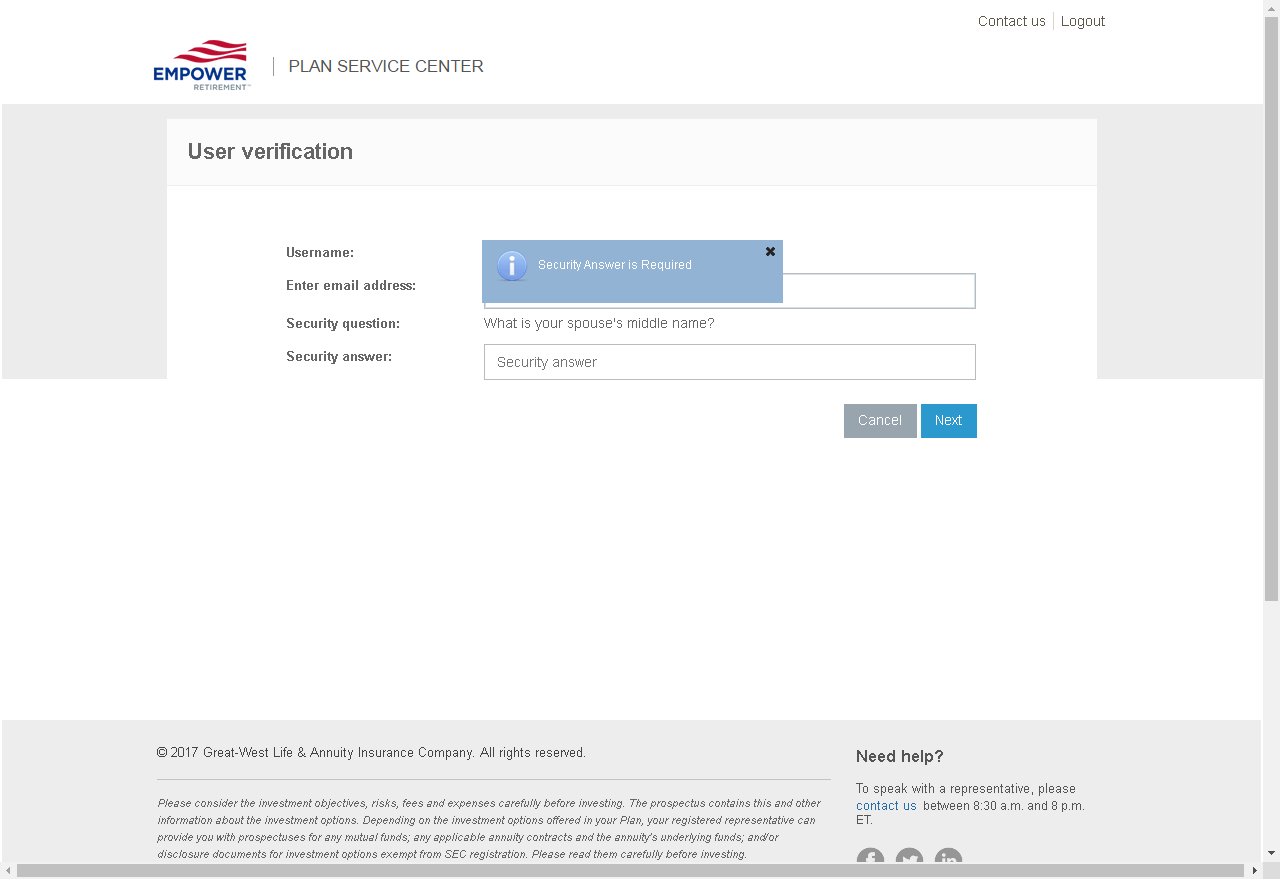 Contact us
Logout
EMPOWER
RETIREMENT™
PLAN SERVICE CENTER
User verification
Username:
Security Answer is Required
Enter email address:
Security question:
What is your spouse's middle name?
Security answer:
Security answer
Cancel
Next
© 2017 Great-West Life & Annuity Insurance Company. All rights reserved.
Please consider the investment objectives, risks, fees and expenses carefully before investing. The prospectus contains this and other
information about the investment options. Depending on the investment options offered in your Plan, your registered representative can
provide you with prospectuses for any mutual funds; any applicable annuity contracts and the annuity's underlying funds; and/or
disclosure documents for investment options exempt from SEC registration. Please read them carefully before investing.
Need help?
To speak with a representative, please
contact us between 8:30 a.m. and 8 p.m.
ET.